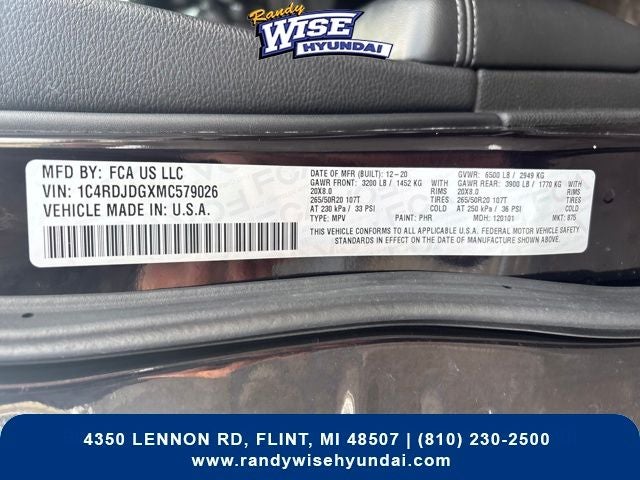 Randy
WISE
HYUNDAI
MFD BY: FCA US LLC
VIN: 1C4RDJDGXMC579026
VEHICLE MADE IN: U.S.A.
DATE OF MFR (BUILT): 12-20 GVWR: 6500 LB / 2949 KG
GAWR FRONT: 3200 LB / 1452 KG WITH GAWR REAR: 3900 LB / 1770 KG WITH
20X8.0 RIMS 20X8.0 RIMS
265/50R20 107T TIRES 265/50R20 107T TIRES
AT 230 kPa / 33 PSI COLD AT 250 kPa / 36 PSI COLD
TYPE: MPV PAINT: PHR MDH: 120101 MKT: 875
THIS VEHICLE CONFORMS TO ALL APPLICABLE U.S.A. FEDERAL MOTOR VEHICLE SAFETY
STANDARDS IN EFFECT ON THE DATE OF MANUFACTURE SHOWN ABOVE.
4350 LENNON RD, FLINT, MI 48507 | (810) 230-2500
www.randywisehyundai.com